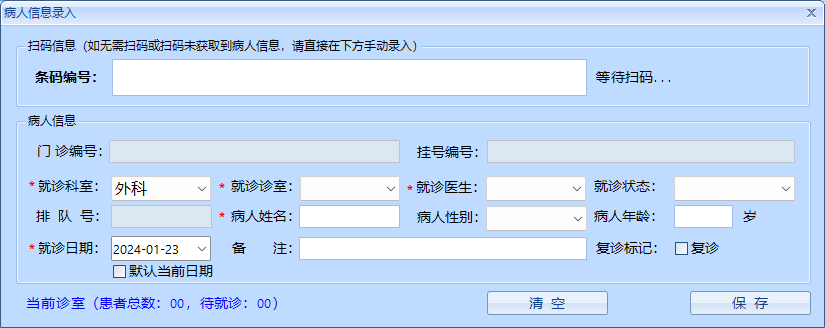 病人信息录入
扫码信息（如无需扫码或扫码未获取到病人信息，请直接在下方手动录入）
条码编号： 等待扫码...
病人信息
门 诊编号： 挂号编号：
*就诊科室： 外科 *就诊诊室： *就诊医生： 就诊状态：
排 队 号： *病人姓名： 病人性别： 病人年龄： 岁
*就诊日期： 2024-01-23 备 注： 复诊标记： 复诊
默认当前日期
当前诊室（患者总数：00，待就诊：00） 清 空 保 存